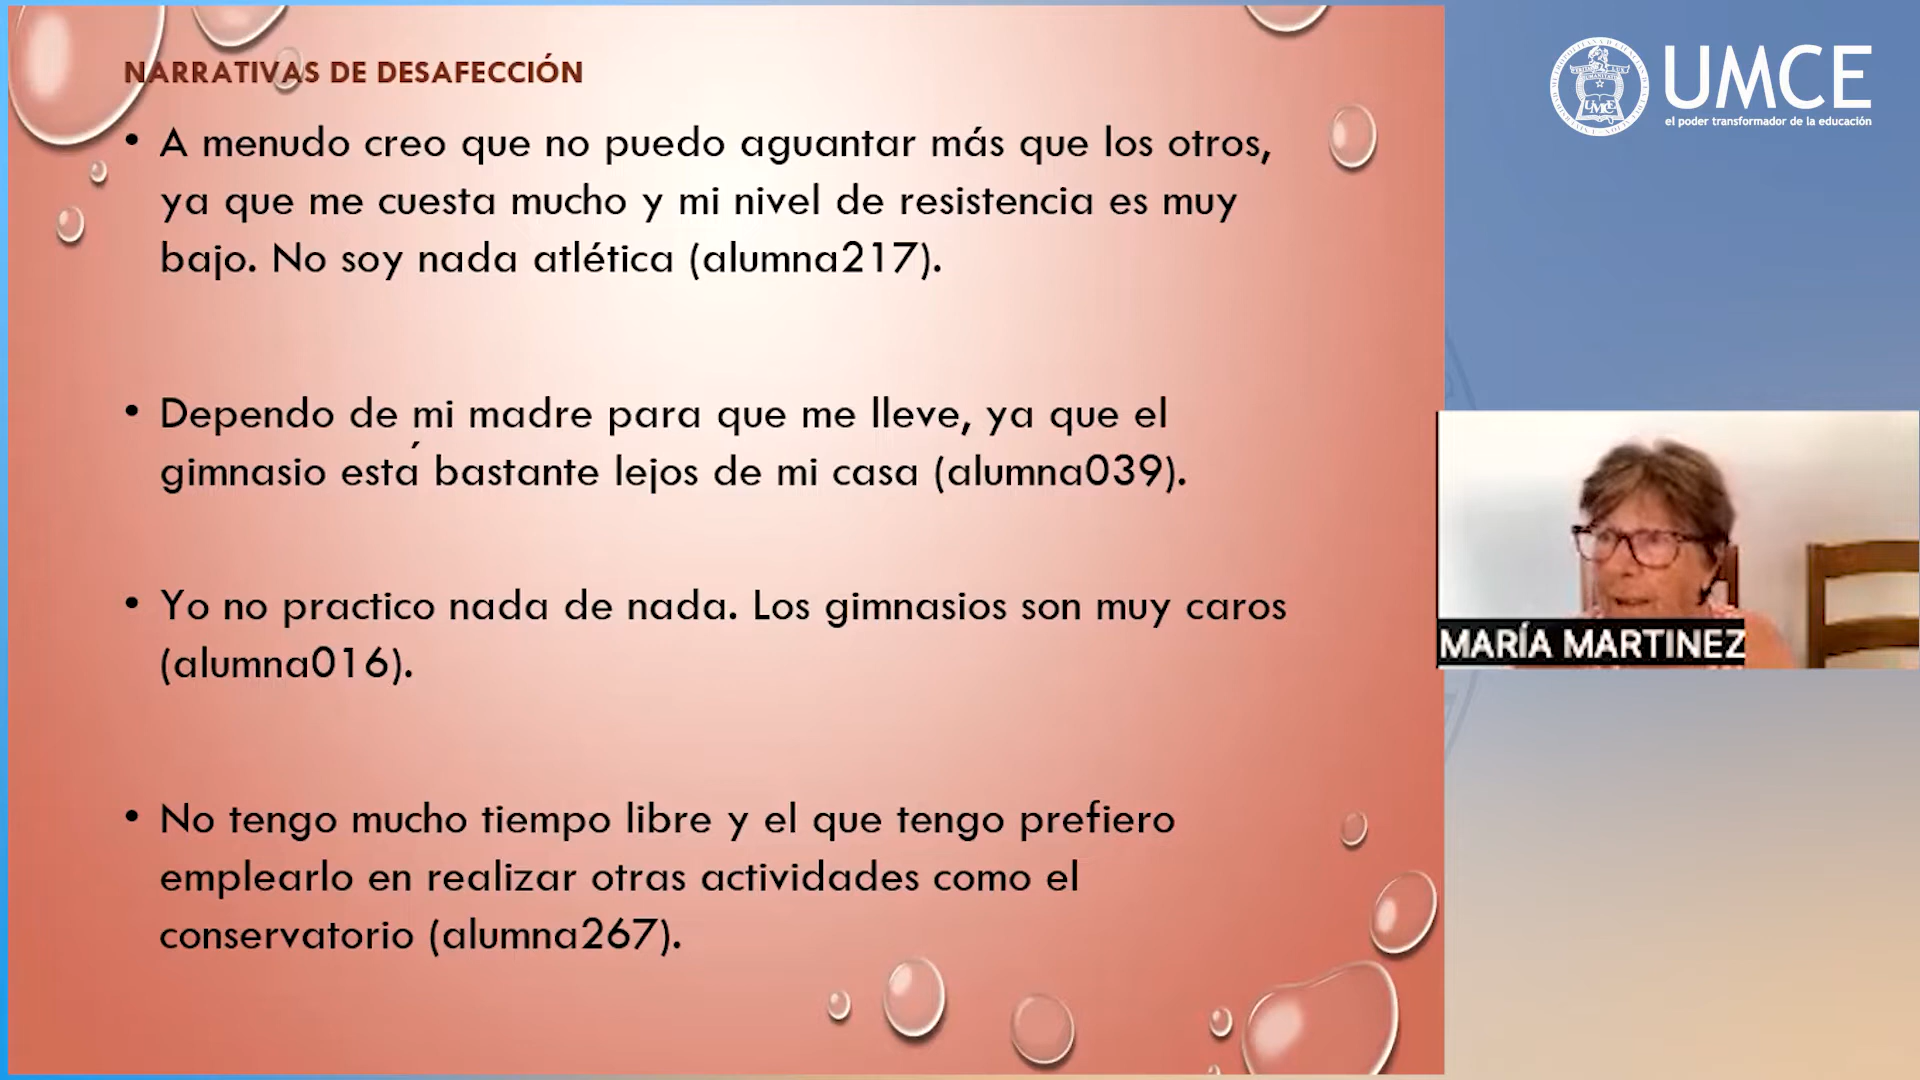 NARRATIVAS DE DESAFECCIÓN
• A menudo creo que no puedo aguantar más que los otros,
ya que me cuesta mucho y mi nivel de resistencia es muy
bajo. No soy nada atlética (alumna217).
• Dependo de mi madre para que me lleve, ya que el
gimnasio está bastante lejos de mi casa (alumna039).
• Yo no practico nada de nada. Los gimnasios son muy caros
(alumna016).
• No tengo mucho tiempo libre y el que tengo prefiero
emplearlo en realizar otras actividades como el
conservatorio (alumna267).
UMCE
el poder transformador de la educación
MARÍA MARTINEZ